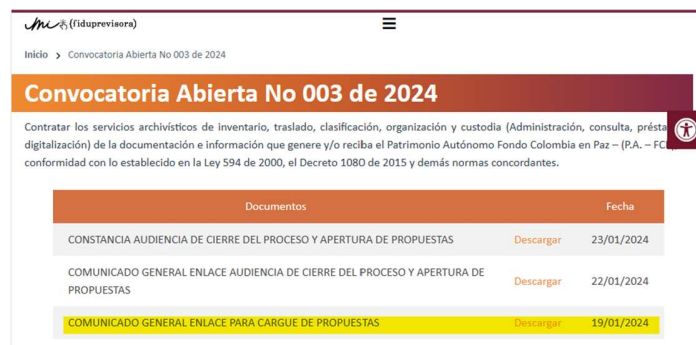 (fiduprevisora)
Inicio > Convocatoria Abierta No 003 de 2024
Convocatoria Abierta No 003 de 2024
Contratar los servicios archivísticos de inventario, traslado, clasificación, organización y custodia (Administración, consulta,
digitalización) de la documentación e información que genere y/o reciba el Patrimonio Autónomo Fondo Colombia en Paz – (P.A. –
conformidad con lo establecido en la Ley 594 de 2000, el Decreto 1080 de 2015 y demás normas concordantes.
Documentos Fecha
CONSTANCIA AUDIENCIA DE CIERRE DEL PROCESO Y APERTURA DE PROPUESTAS Descargar 23/01/2024
COMUNICADO GENERAL ENLACE AUDIENCIA DE CIERRE DEL PROCESO Y APERTURA DE
PROPUESTAS Descargar 22/01/2024
COMUNICADO GENERAL ENLACE PARA CARGUE DE PROPUESTAS Descargar 19/01/2024